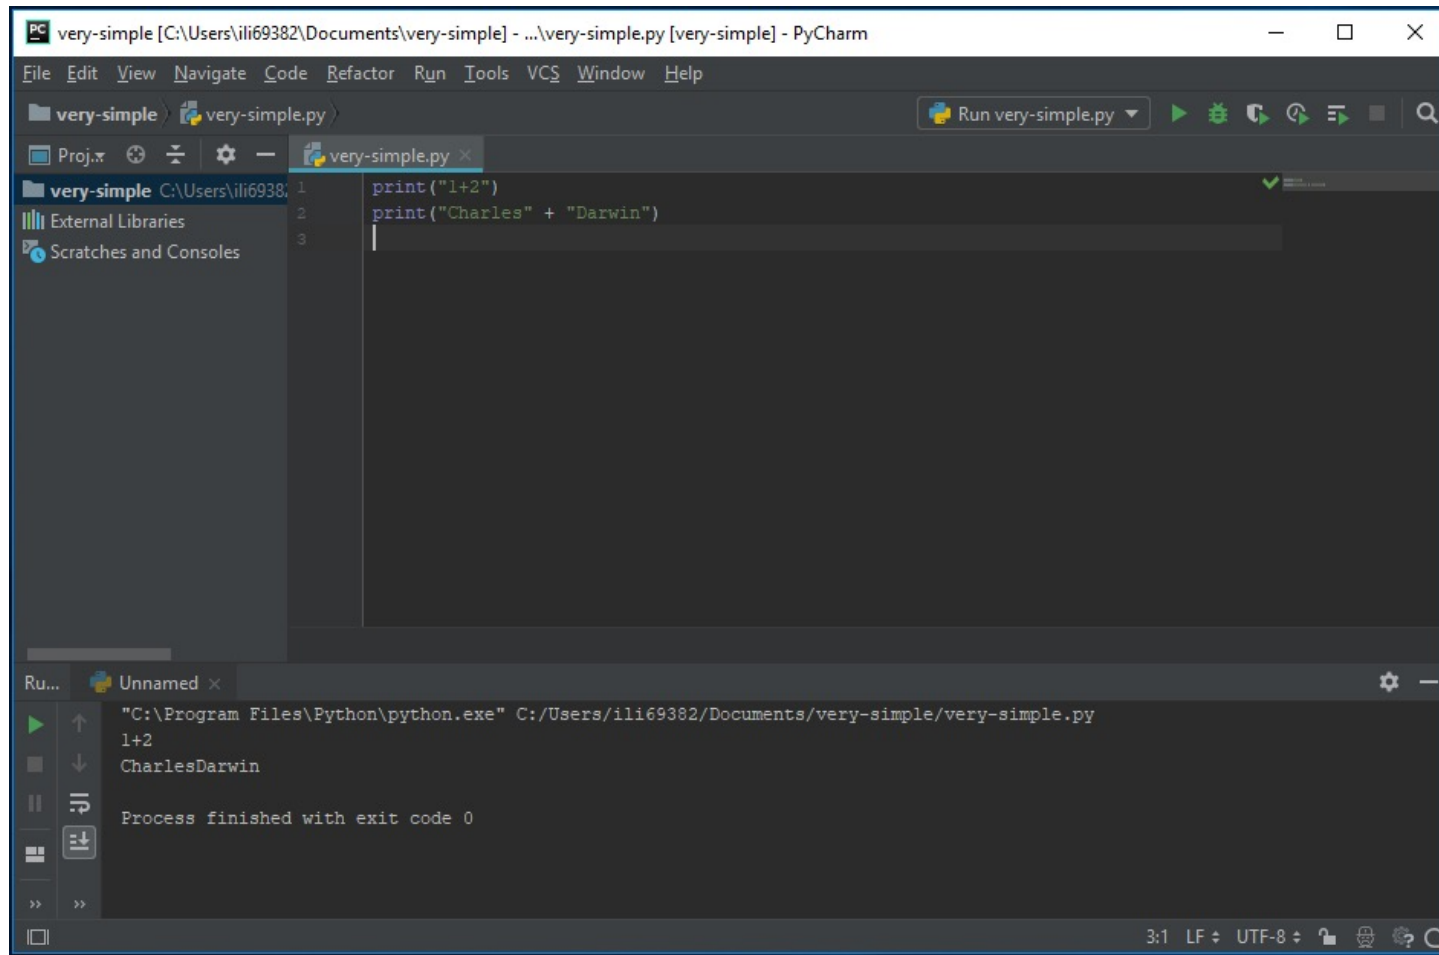 PC very-simple [C:\Users\ili69382\Documents\very-simple] - ...\very-simple.py [very-simple] - PyCharm
File Edit View Navigate Code Refactor Run Tools VCS Window Help
very-simple very-simple.py Run very-simple.py
Proj.. very-simple.py
very-simple C:\Users\ili69382
External Libraries
Scratches and Consoles
1 print("1+2")
2 print("Charles" + "Darwin")
3
Ru... Unnamed
"C:\Program Files\Python\python.exe" C:/Users/ili69382/Documents/very-simple/very-simple.py
1+2
CharlesDarwin
Process finished with exit code 0
3:1 LF UTF-8